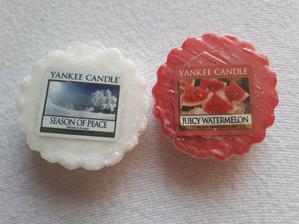 YANKEE CANDLE
SEASON OF PEACE
YANKEE CANDLE
JUICY WATERMELON